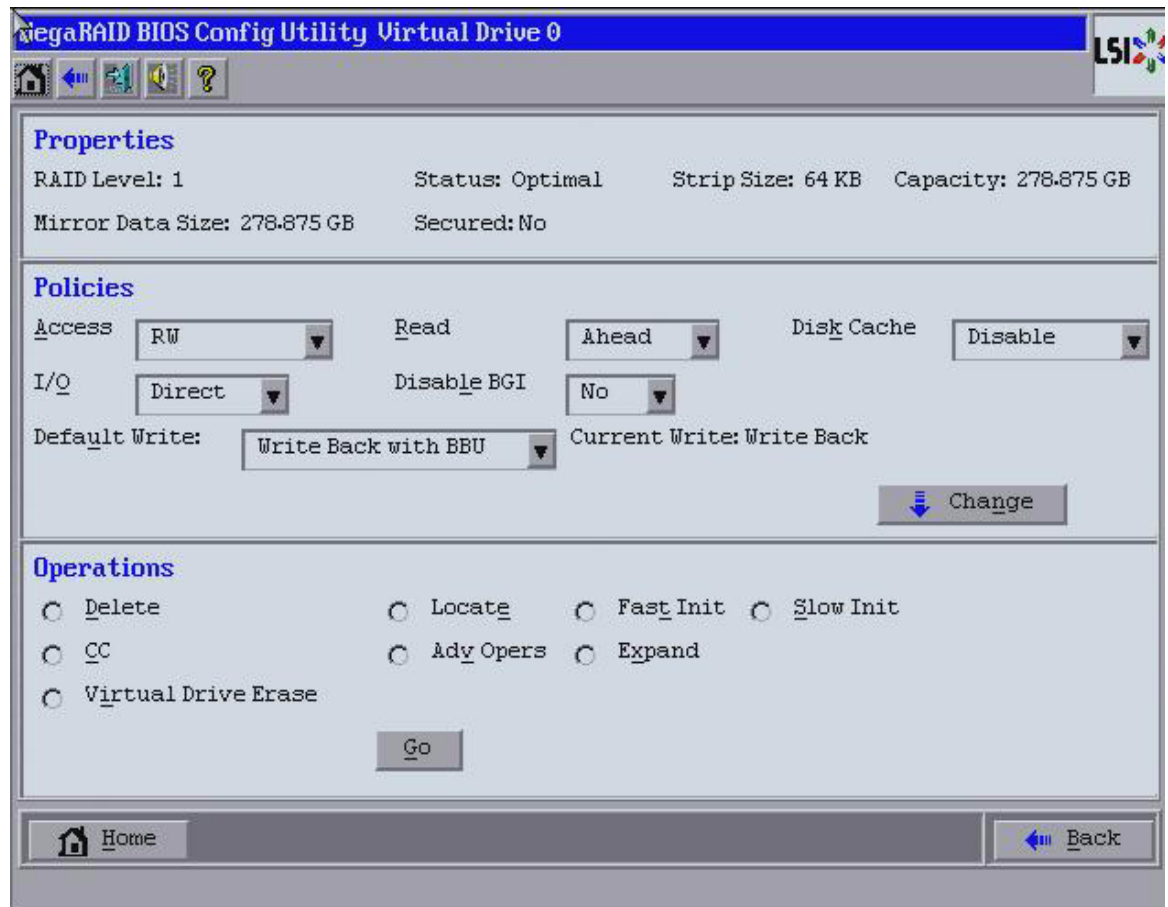 egaRAID BIOS Config Utility Virtual Drive 0
LSI
?
Properties
RAID Level: 1 Status: Optimal Strip Size: 64 KB Capacity: 278.875 GB
Mirror Data Size: 278.875 GB Secured: No
Policies
Access RW Read Ahead Disk Cache Disable
I/O Direct Disable BGI No
Default Write: Write Back with BBU Current Write: Write Back
Change
Operations
Delete Locate Fast Init Slow Init
CC Adv Opers Expand
Virtual Drive Erase
Go
Home Back